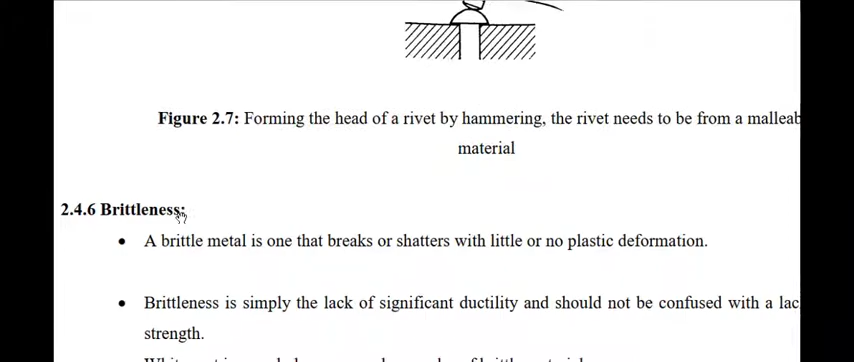 Figure 2.7: Forming the head of a rivet by hammering, the rivet needs to be from a
material
2.4.6 Brittleness:
• A brittle metal is one that breaks or shatters with little or no plastic deformation.
• Brittleness is simply the lack of significant ductility and should not be confused with a
strength.